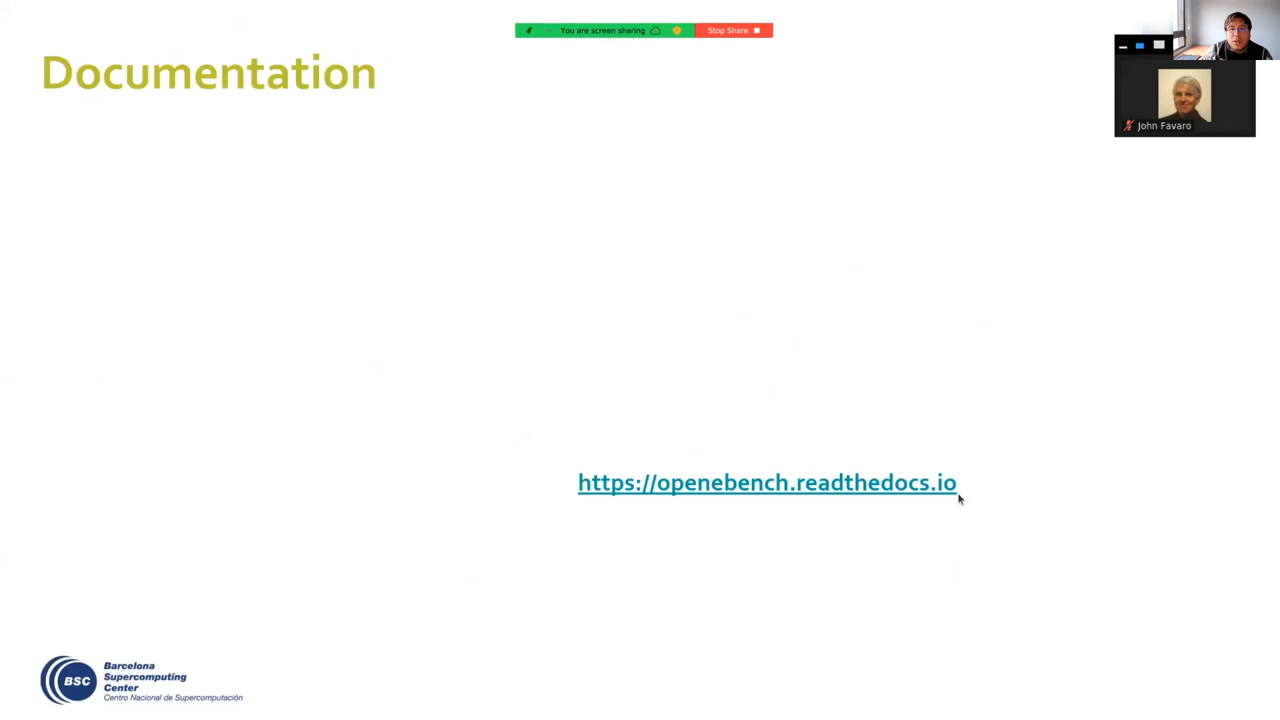 You are screen sharing
Stop Share
Documentation
John Favaro
https://openebench.readthedocs.io
BSC
Barcelona
Supercomputing
Center
Centro Nacional de Supercomputación